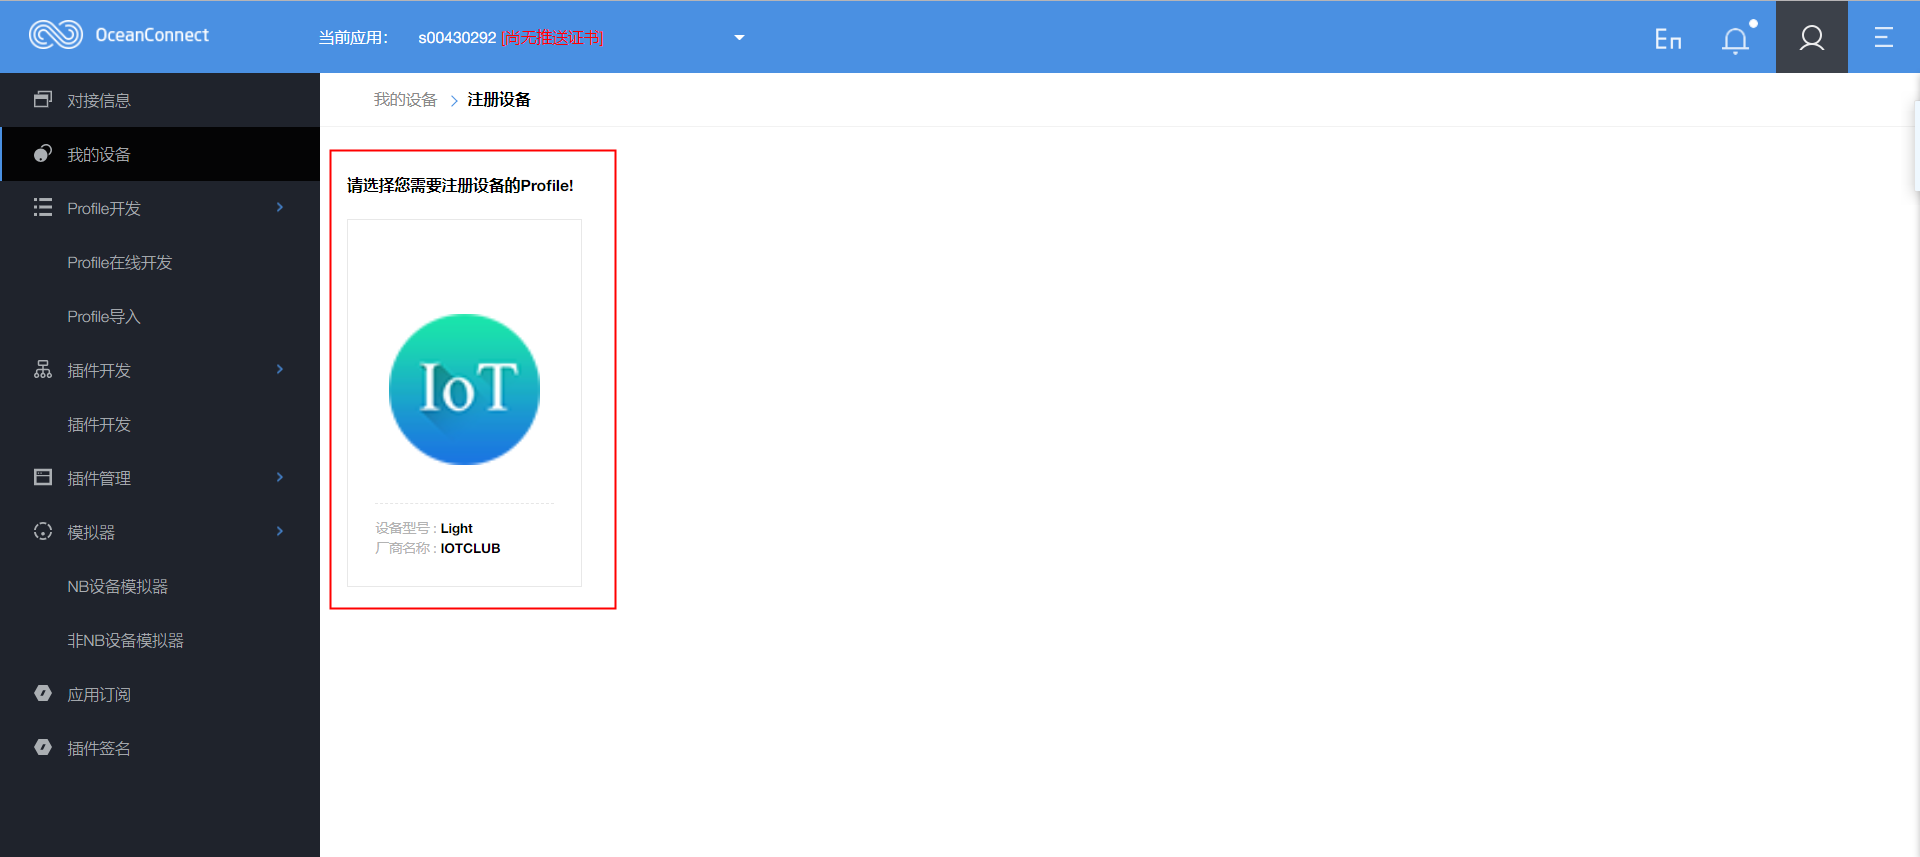 OceanConnect
当前应用： s00430292 [尚无推送证书]
En
对接信息
我的设备
Profile开发
Profile在线开发
Profile导入
插件开发
插件开发
插件管理
模拟器
NB设备模拟器
非NB设备模拟器
应用订阅
插件签名
我的设备 > 注册设备
请选择您需要注册设备的Profile!
IoT
设备型号 : Light
厂商名称 : IOTCLUB